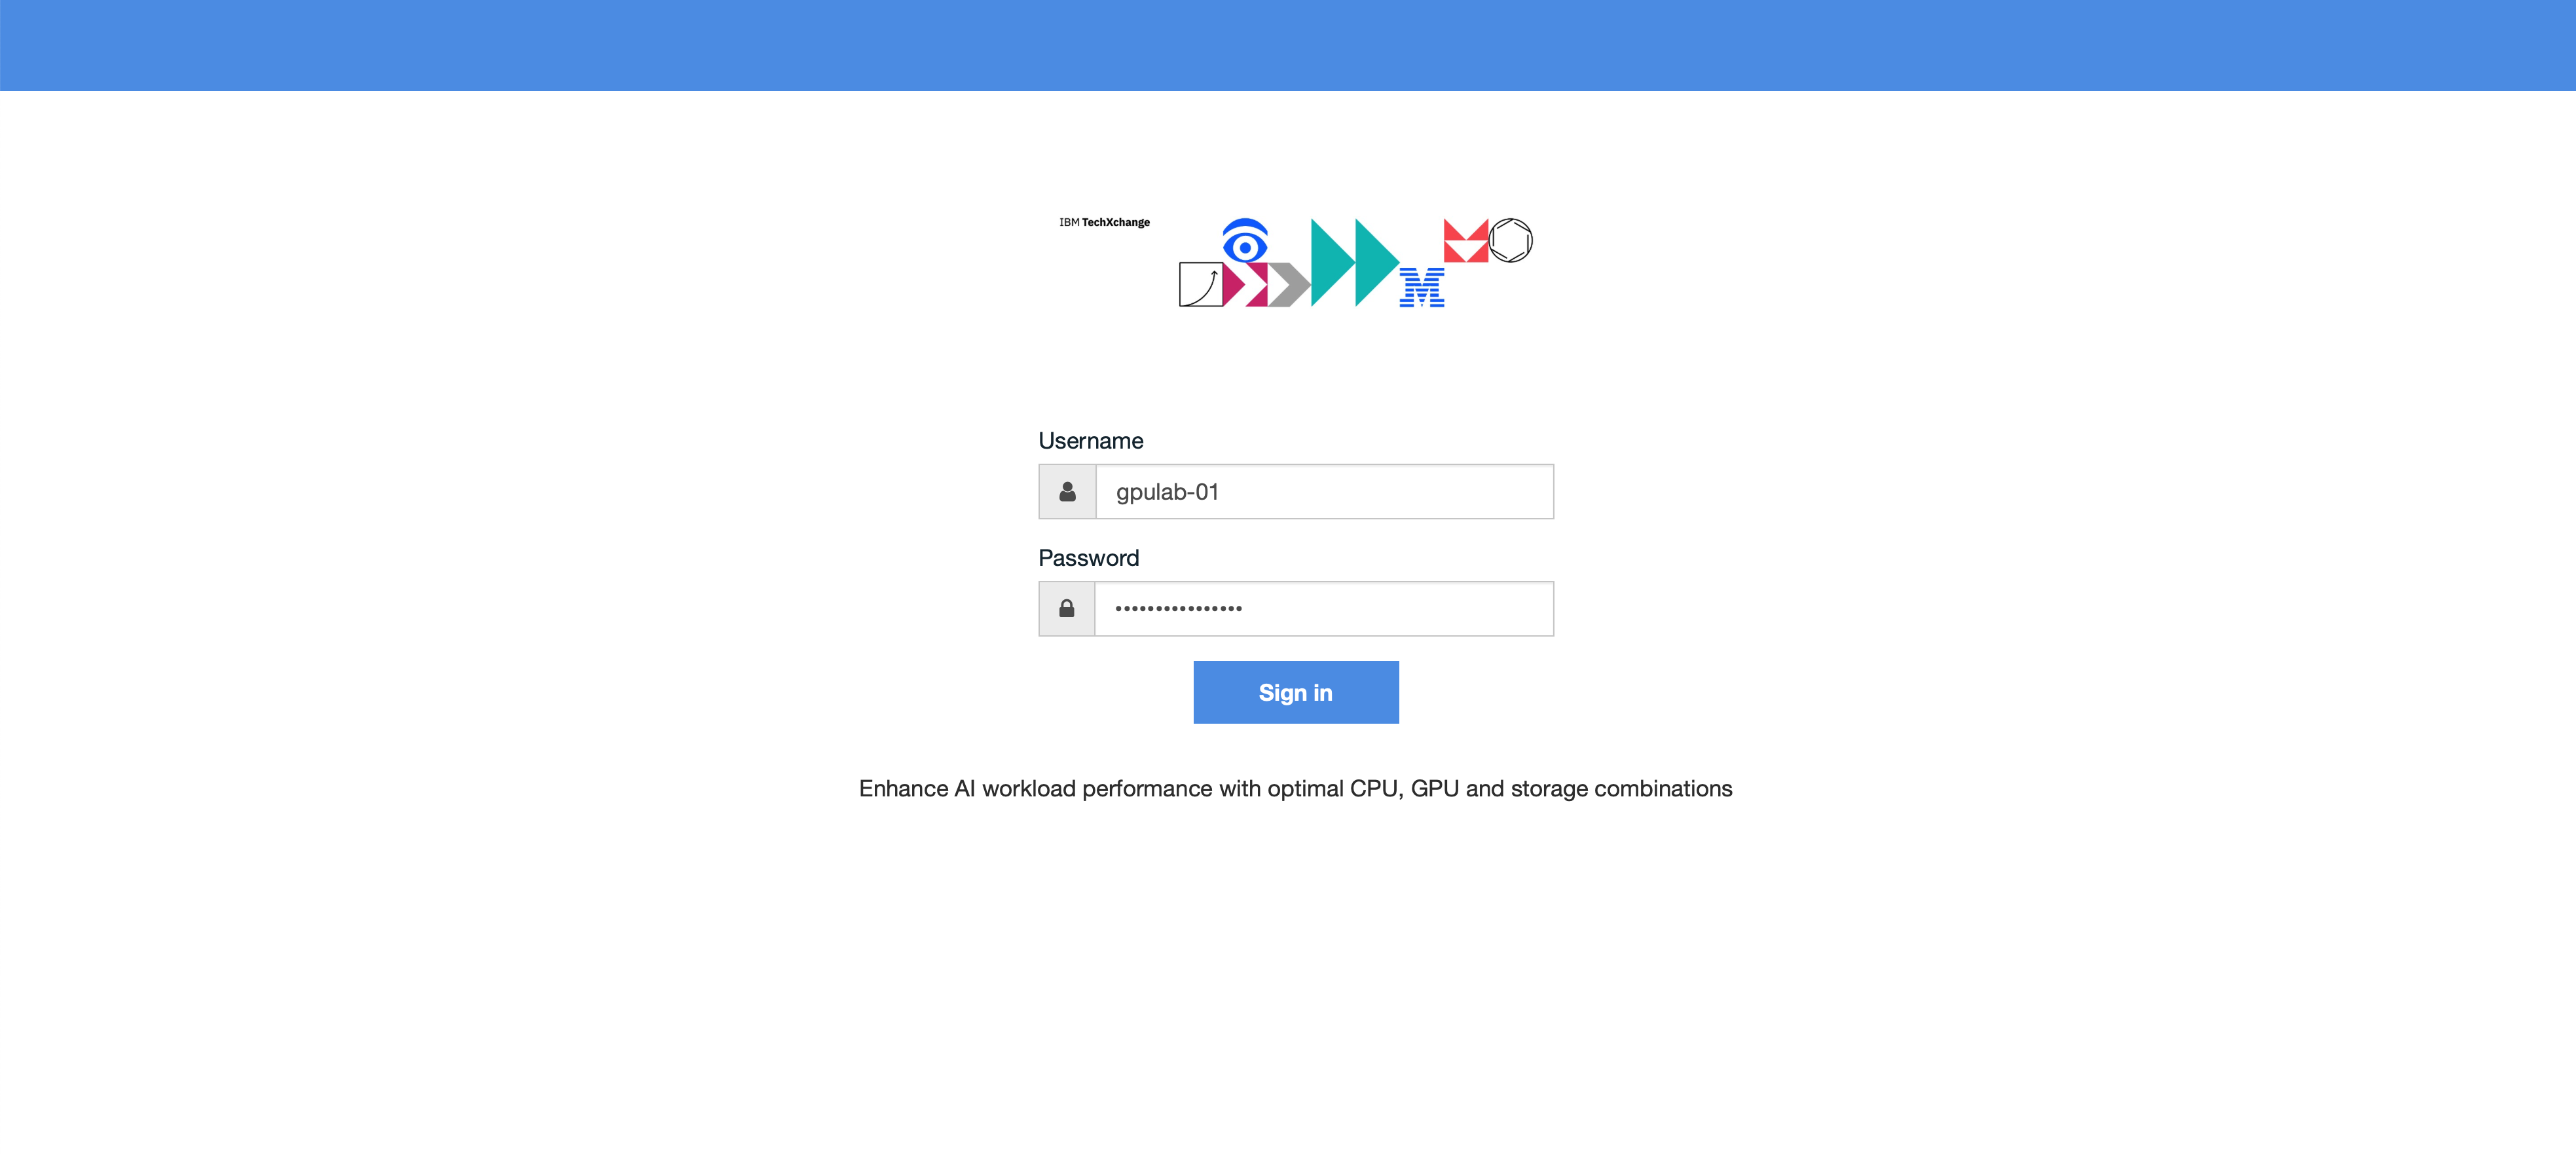 IBM TechXchange
Username
gpulab-01
Password
••••••••••••••••
Sign in
Enhance AI workload performance with optimal CPU, GPU and storage combinations